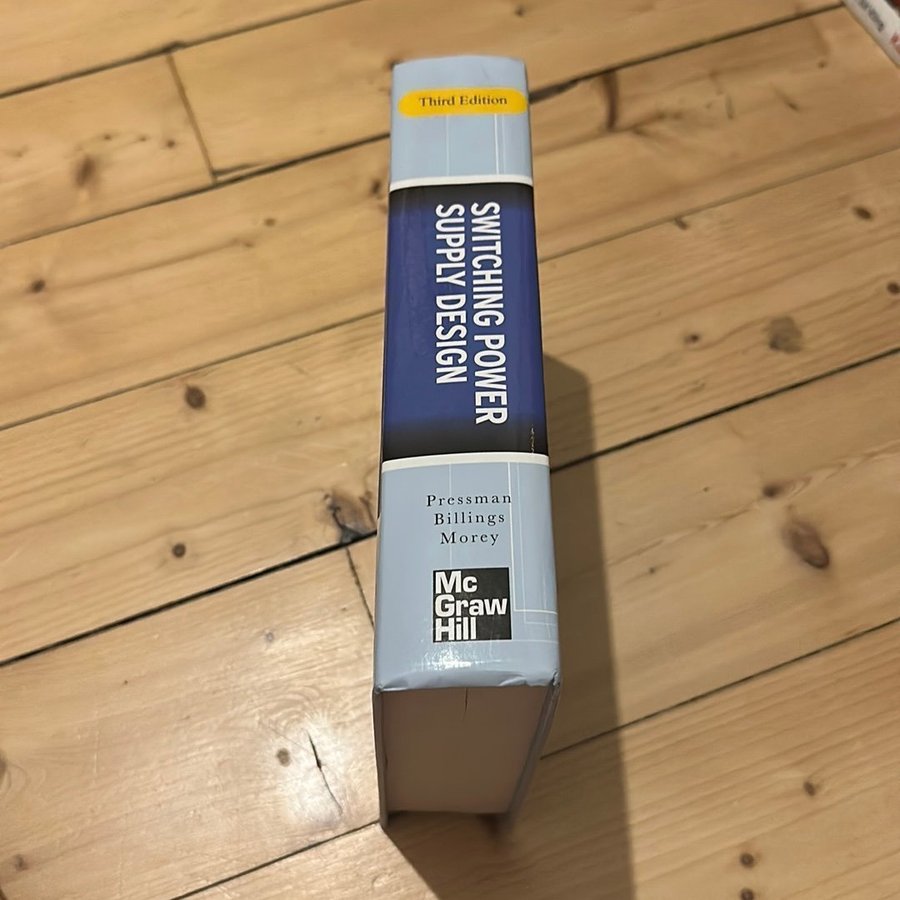 Third Edition
SWITCHING POWER
SUPPLY DESIGN
Pressman
Billings
Morey
Mc
Graw
Hill